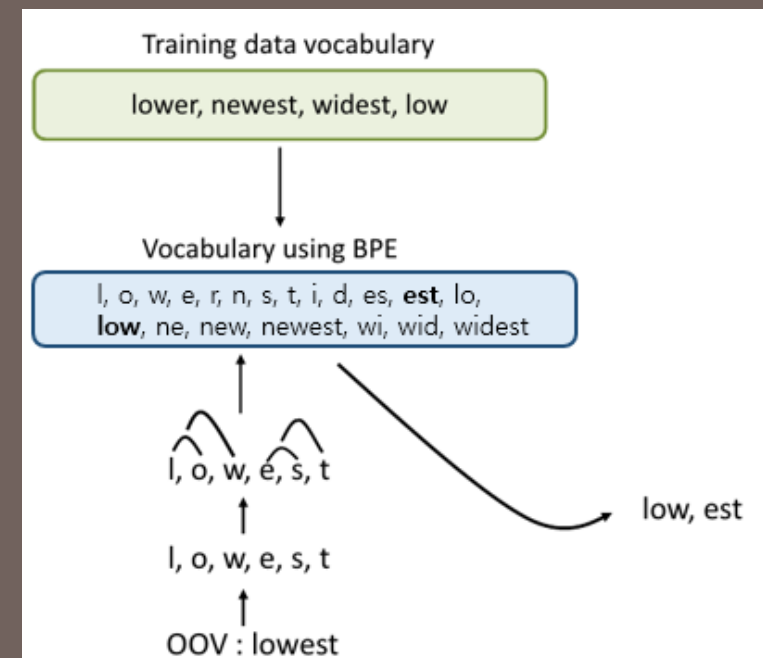 Training data vocabulary
lower, newest, widest, low
Vocabulary using BPE
l, o, w, e, r, n, s, t, i, d, es, est, lo,
low, ne, new, newest, wi, wid, widest
l, o, w, e, s, t
low, est
l, o, w, e, s, t
OOV : lowest